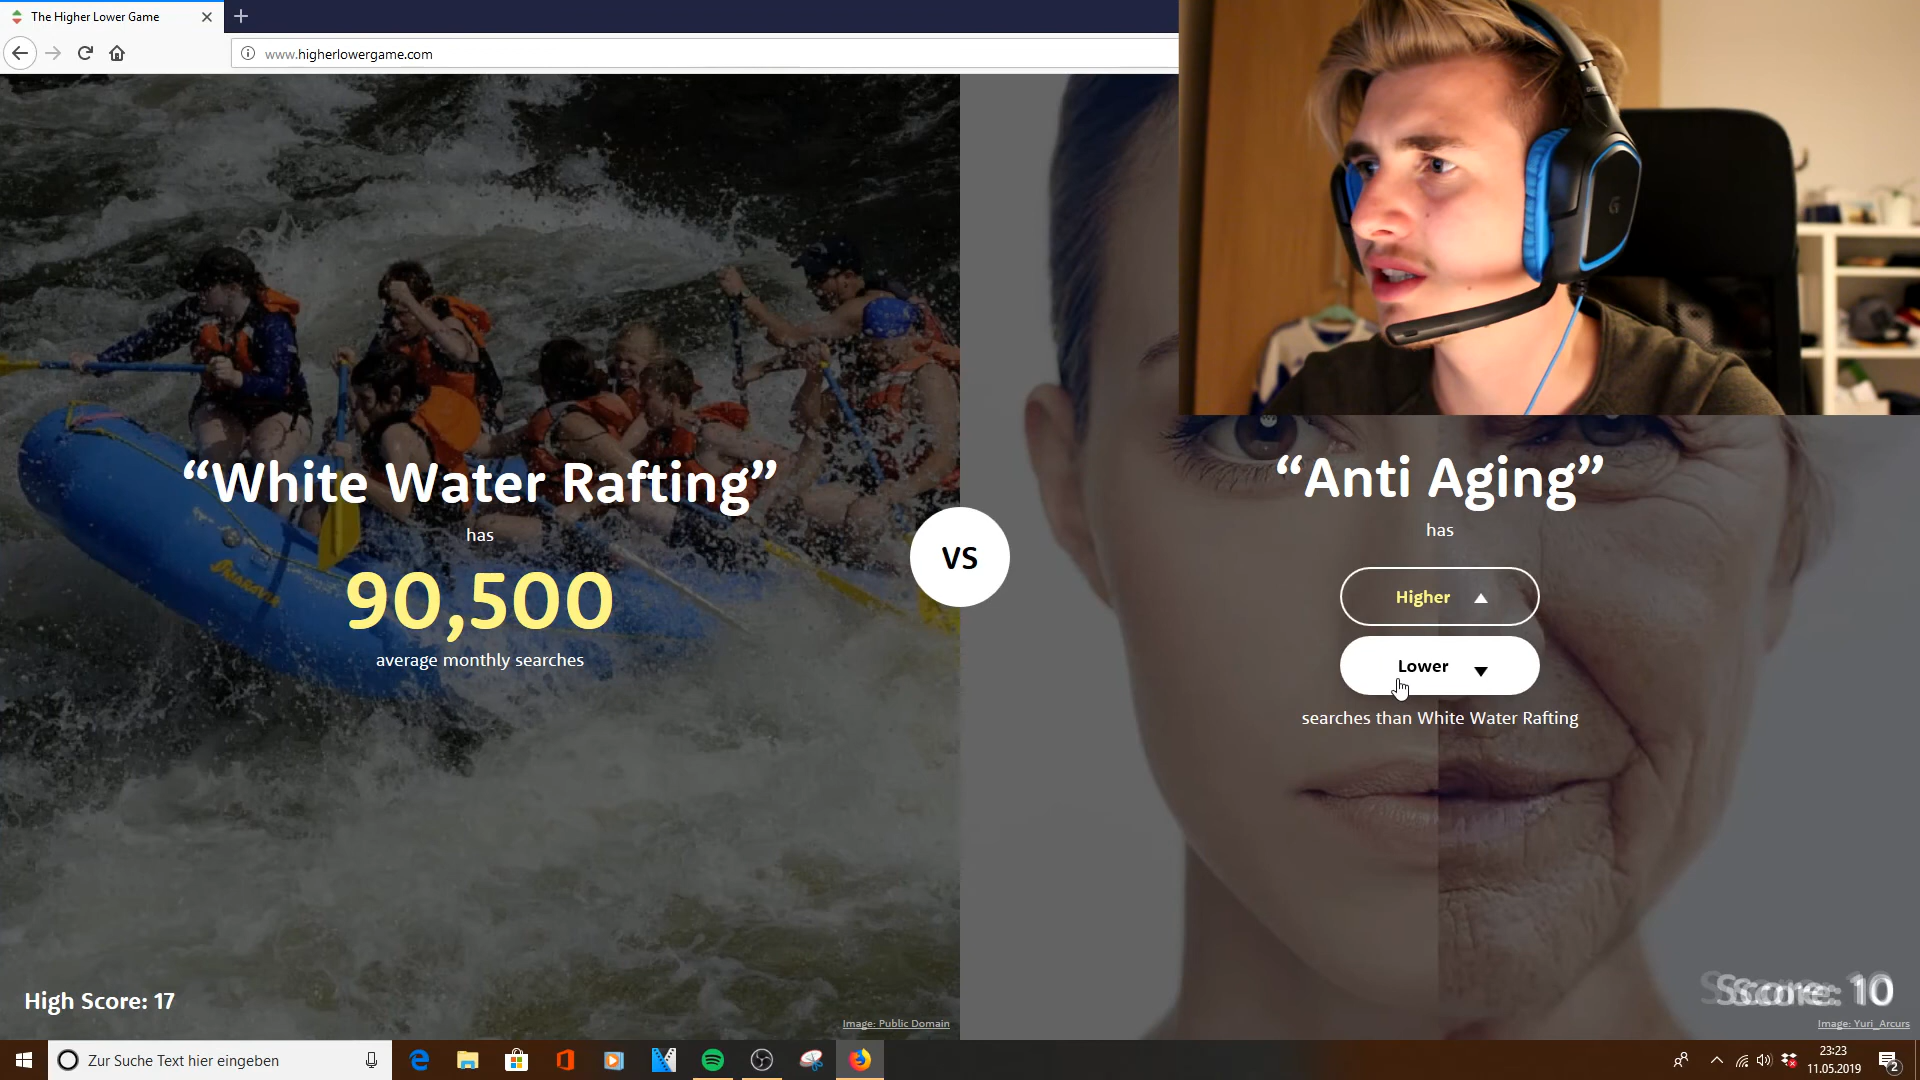 The Higher Lower Game
www.higherlowergame.com
“White Water Rafting”
has
90,500
average monthly searches
VS
“Anti Aging”
has
Higher
Lower
searches than White Water Rafting
High Score: 17
Image: Public Domain
Score: 10
Image: Yuri_Arcurs
Zur Suche Text hier eingeben
23:23
11.05.2019
2